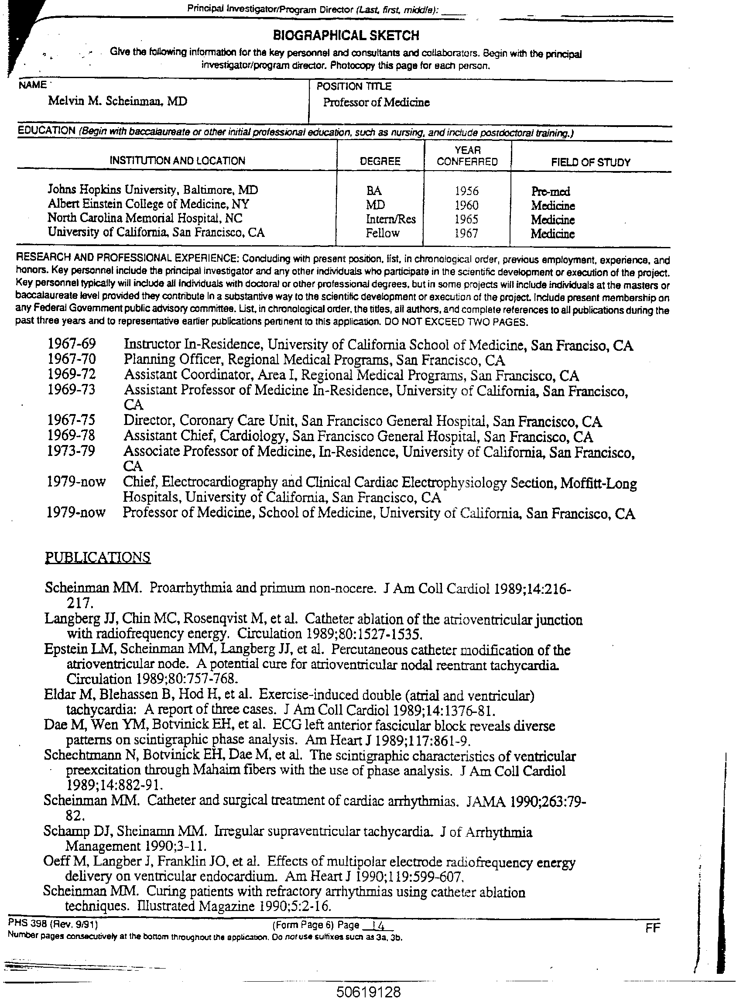 Principal Investigator/Program Director (Last, first, middle):
BIOGRAPHICAL SKETCH
Give the following information for the key personnel and consultants and collaborators. Begin with the principal
investigator/program director. Photocopy this page for each person.
NAME
POSITION TITLE
Melvin M. Scheinman, MD
Professor of Medicine
EDUCATION (Begin with baccalaureate or other initial professional education, such as nursing, and include postdoctoral training.)
INSTITUTION AND LOCATION DEGREE YEAR CONFERRED FIELD OF STUDY
Johns Hopkins University, Baltimore, MD BA 1956 Pre-med
Albert Einstein College of Medicine, NY MD 1960 Medicine
North Carolina Memorial Hospital, NC Intern/Res 1965 Medicine
University of California, San Francisco, CA Fellow 1967 Medicine
RESEARCH AND PROFESSIONAL EXPERIENCE: Concluding with present position, list, in chronological order, previous employment, experience, and
honors. Key personnel include the principal investigator and any other individuals who participate in the scientific development or execution of the project.
Key personnel typically will include all individuals with doctoral or other professional degrees, but in some projects will include individuals at the masters or
baccalaureate level provided they contribute in a substantive way to the scientific development or execution of the project. Include present membership on
any Federal Government public advisory committee. List, in chronological order, the titles, all authors, and complete references to all publications during the
past three years and to representative earlier publications pertinent to this application. DO NOT EXCEED TWO PAGES.
1967-69 Instructor In-Residence, University of California School of Medicine, San Franciso, CA
1967-70 Planning Officer, Regional Medical Programs, San Francisco, CA
1969-72 Assistant Coordinator, Area I, Regional Medical Programs, San Francisco, CA
1969-73 Assistant Professor of Medicine In-Residence, University of California, San Francisco,
CA
1967-75 Director, Coronary Care Unit, San Francisco General Hospital, San Francisco, CA
1969-78 Assistant Chief, Cardiology, San Francisco General Hospital, San Francisco, CA
1973-79 Associate Professor of Medicine, In-Residence, University of California, San Francisco,
CA
1979-now Chief, Electrocardiography and Clinical Cardiac Electrophysiology Section, Moffitt-Long
Hospitals, University of California, San Francisco, CA
1979-now Professor of Medicine, School of Medicine, University of California, San Francisco, CA
PUBLICATIONS
Scheinman MM. Proarrhythmia and primum non-nocere. J Am Coll Cardiol 1989;14:216-
217.
Langberg JJ, Chin MC, Rosenqvist M, et al. Catheter ablation of the atrioventricular junction
with radiofrequency energy. Circulation 1989;80:1527-1535.
Epstein LM, Scheinman MM, Langberg JJ, et al. Percutaneous catheter modification of the
atrioventricular node. A potential cure for atrioventricular nodal reentrant tachycardia.
Circulation 1989;80:757-768.
Eldar M, Blehassen B, Hod H, et al. Exercise-induced double (atrial and ventricular)
tachycardia: A report of three cases. J Am Coll Cardiol 1989;14:1376-81.
Dae M, Wen YM, Botvinick EH, et al. ECG left anterior fascicular block reveals diverse
patterns on scintigraphic phase analysis. Am Heart J 1989;117:861-9.
Schechtmann N, Botvinick EH, Dae M, et al. The scintigraphic characteristics of ventricular
preexcitation through Mahaim fibers with the use of phase analysis. J Am Coll Cardiol
1989;14:882-91.
Scheinman MM. Catheter and surgical treatment of cardiac arrhythmias. JAMA 1990;263:79-
82.
Schamp DJ, Sheinamn MM. Irregular supraventricular tachycardia. J of Arrhythmia
Management 1990;3-11.
Oeff M, Langber J, Franklin JO, et al. Effects of multipolar electrode radiofrequency energy
delivery on ventricular endocardium. Am Heart J 1990;119:599-607.
Scheinman MM. Curing patients with refractory arrhythmias using catheter ablation
techniques. Illustrated Magazine 1990;5:2-16.
PHS 398 (Rev. 9/91) (Form Page 6) Page 14 FF
Number pages consecutively at the bottom throughout the application. Do not use suffixes such as 3a, 3b.
50619128